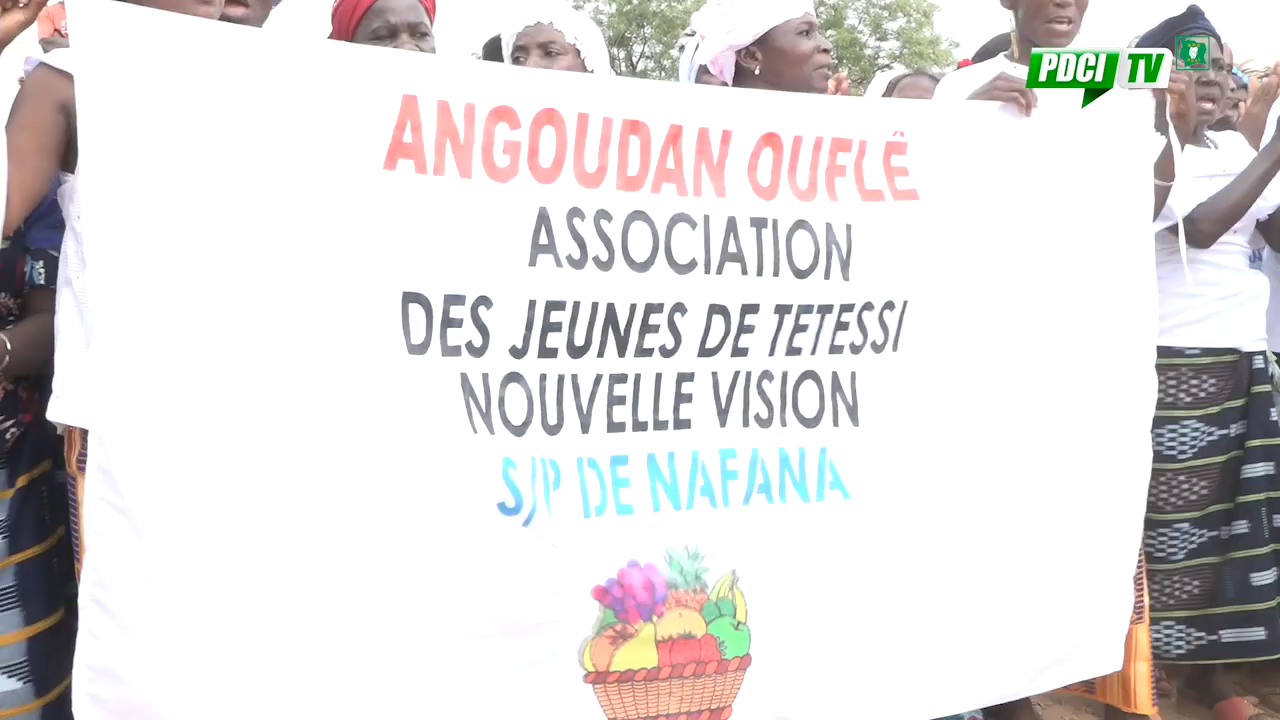 PDCI TV
ANGOUDAN OUFLÊ
ASSOCIATION
DES JEUNES DE TETESSI
NOUVELLE VISION
S/P DE NAFANA